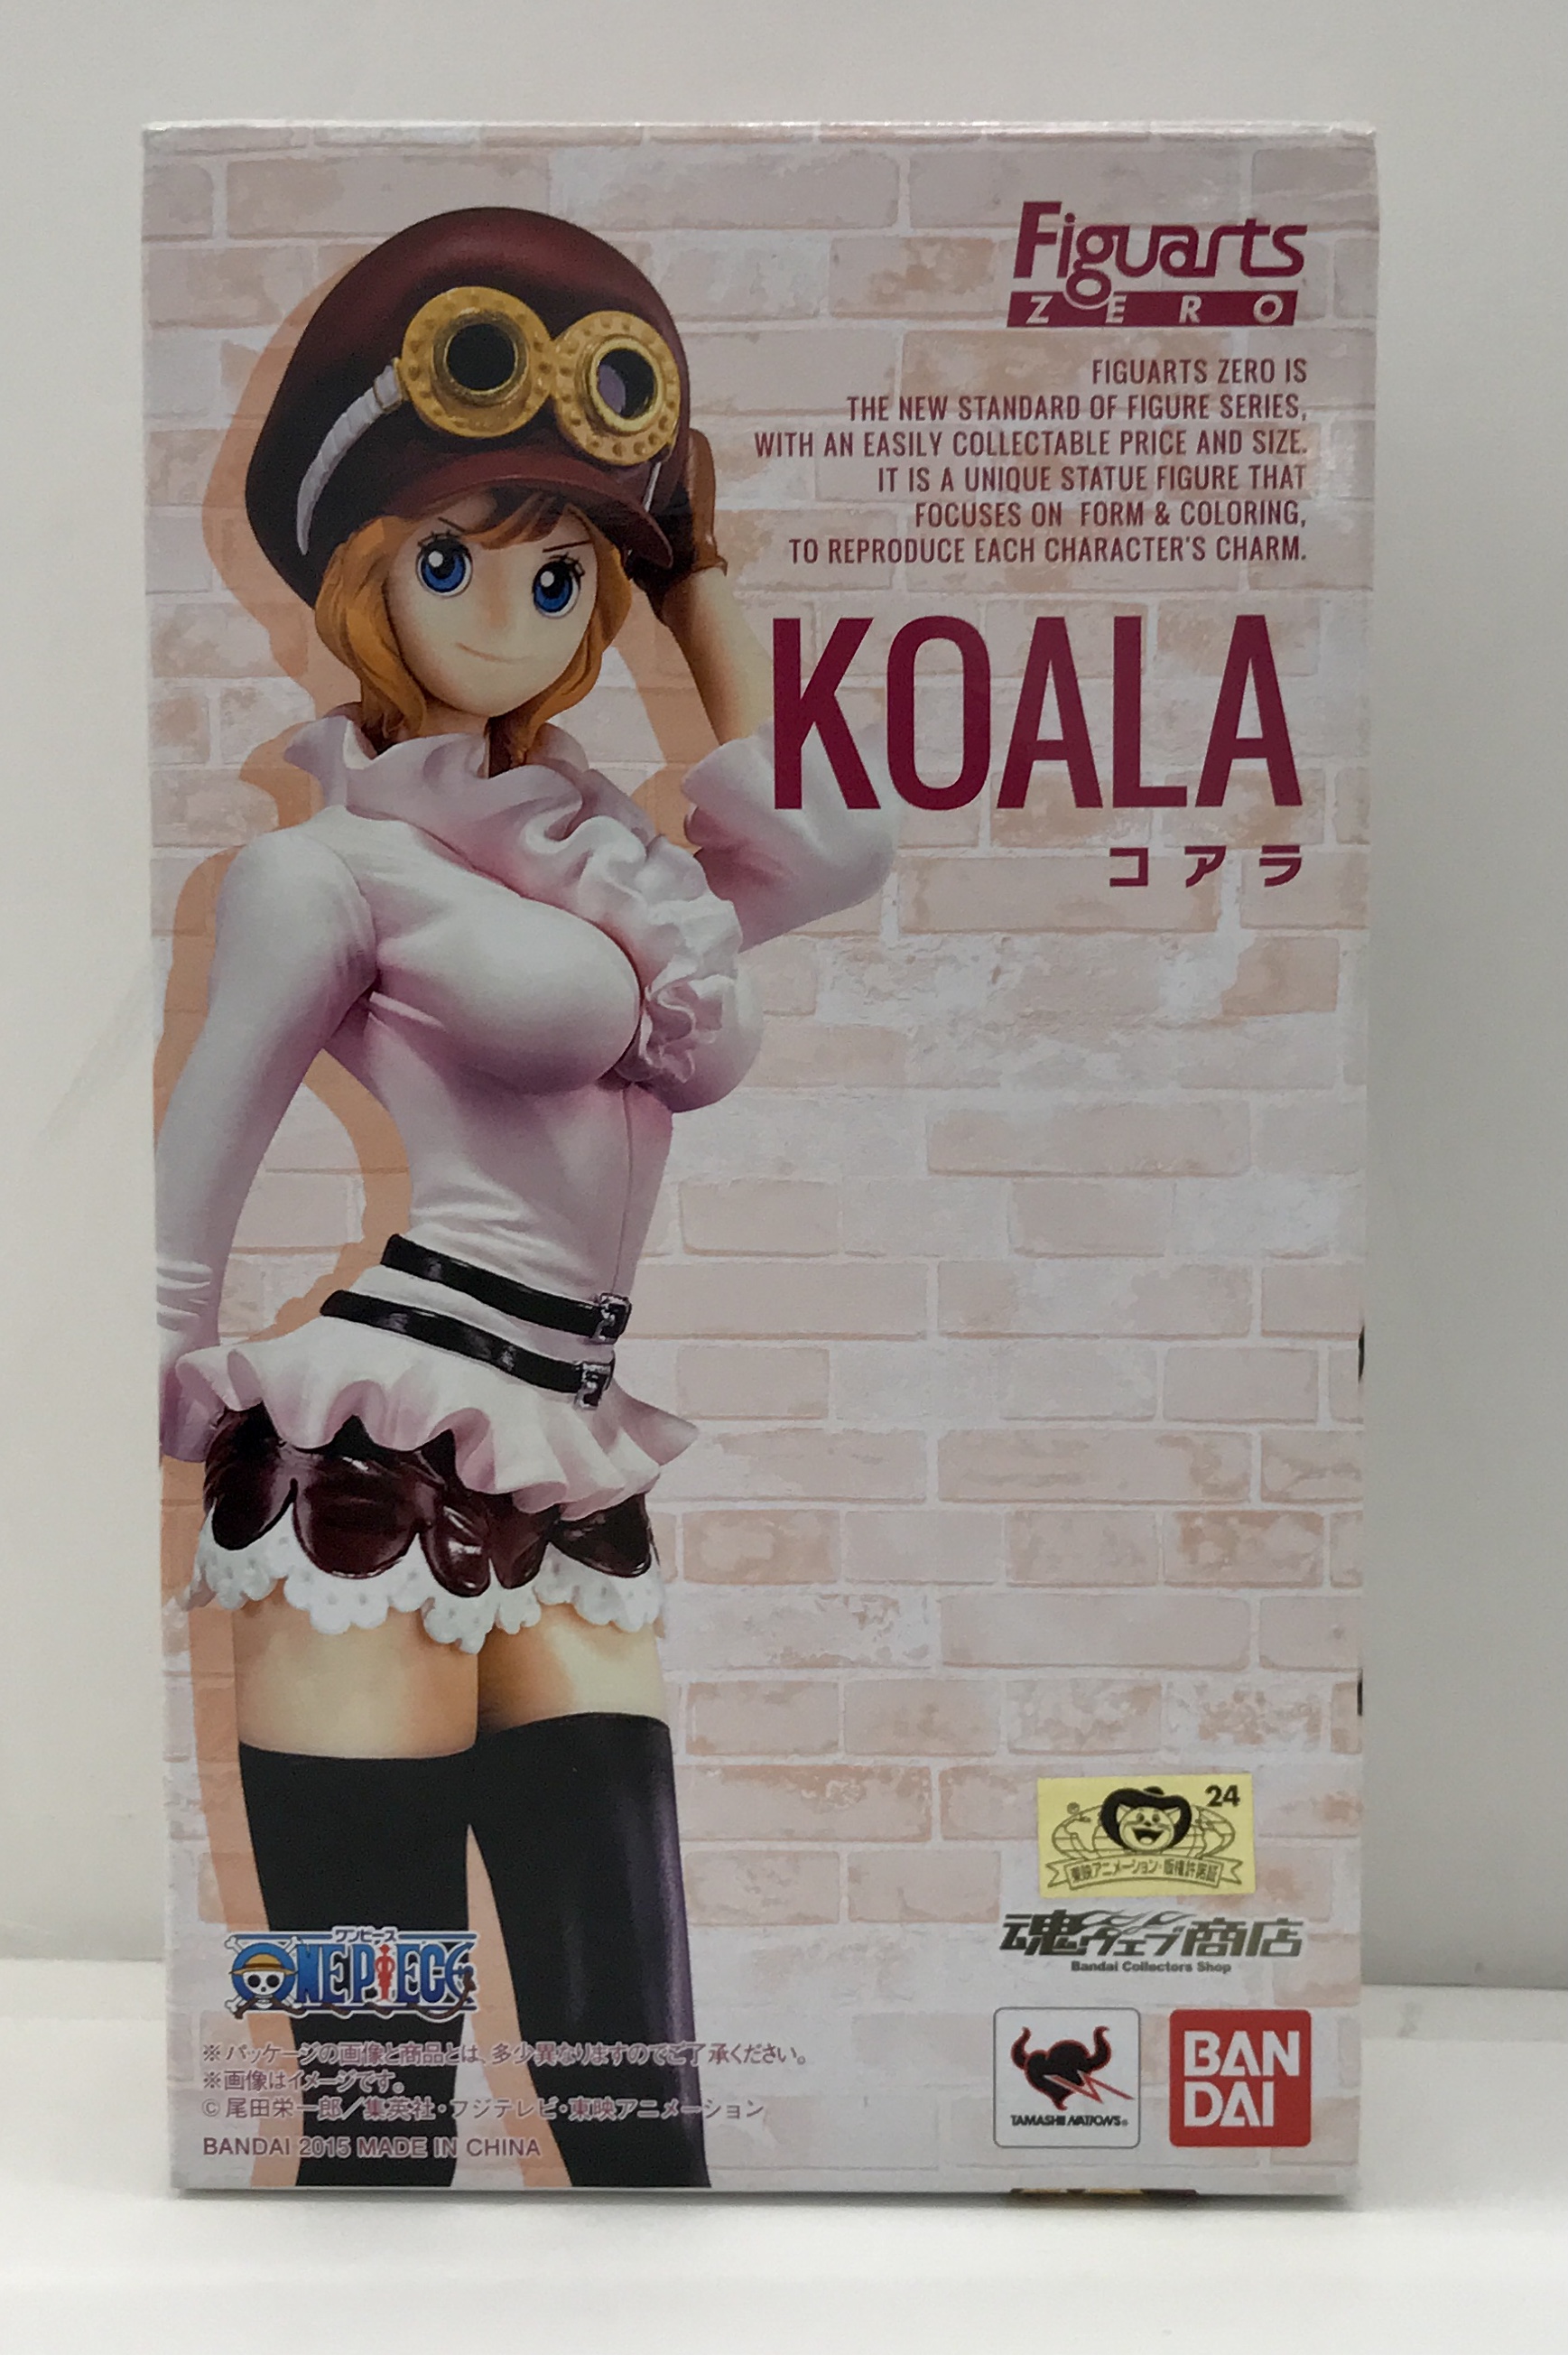 Figuarts
ZERO
FIGUARTS ZERO IS
THE NEW STANDARD OF FIGURE SERIES,
WITH AN EASILY COLLECTABLE PRICE AND SIZE.
IT IS A UNIQUE STATUE FIGURE THAT
FOCUSES ON FORM & COLORING,
TO REPRODUCE EACH CHARACTER'S CHARM.
KOALA
コアラ
24
東映アニメーション・版権許諾証
魂ウェブ商店
Bandai Collectors Shop
ワンピース
ONE PIECE
※パッケージの画像と商品とは、多少異なりますのでご了承ください。
※画像はイメージです。
© 尾田栄一郎／集英社・フジテレビ・東映アニメーション
BANDAI 2015 MADE IN CHINA
TAMASHII NATIONS®
BAN
DAI